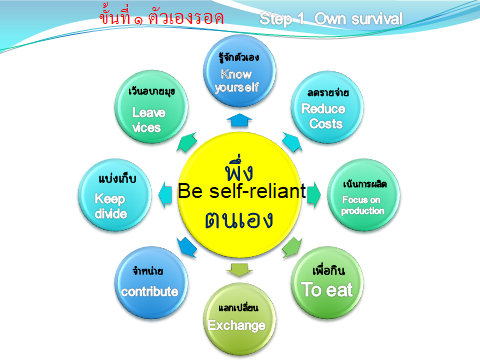 ขั้นที่ ๑ ตัวเองรอด Step-1 Own survival
รู้จักตัวเอง
Know
yourself
ลดรายจ่าย
Reduce
Costs
เน้นการผลิต
Focus on
production
เพื่อกิน
To eat
แลกเปลี่ยน
Exchange
จำหน่าย
contribute
แบ่งเก็บ
Keep
divide
เว้นอบายมุข
Leave
vices
พึ่ง
Be self-reliant
ตนเอง